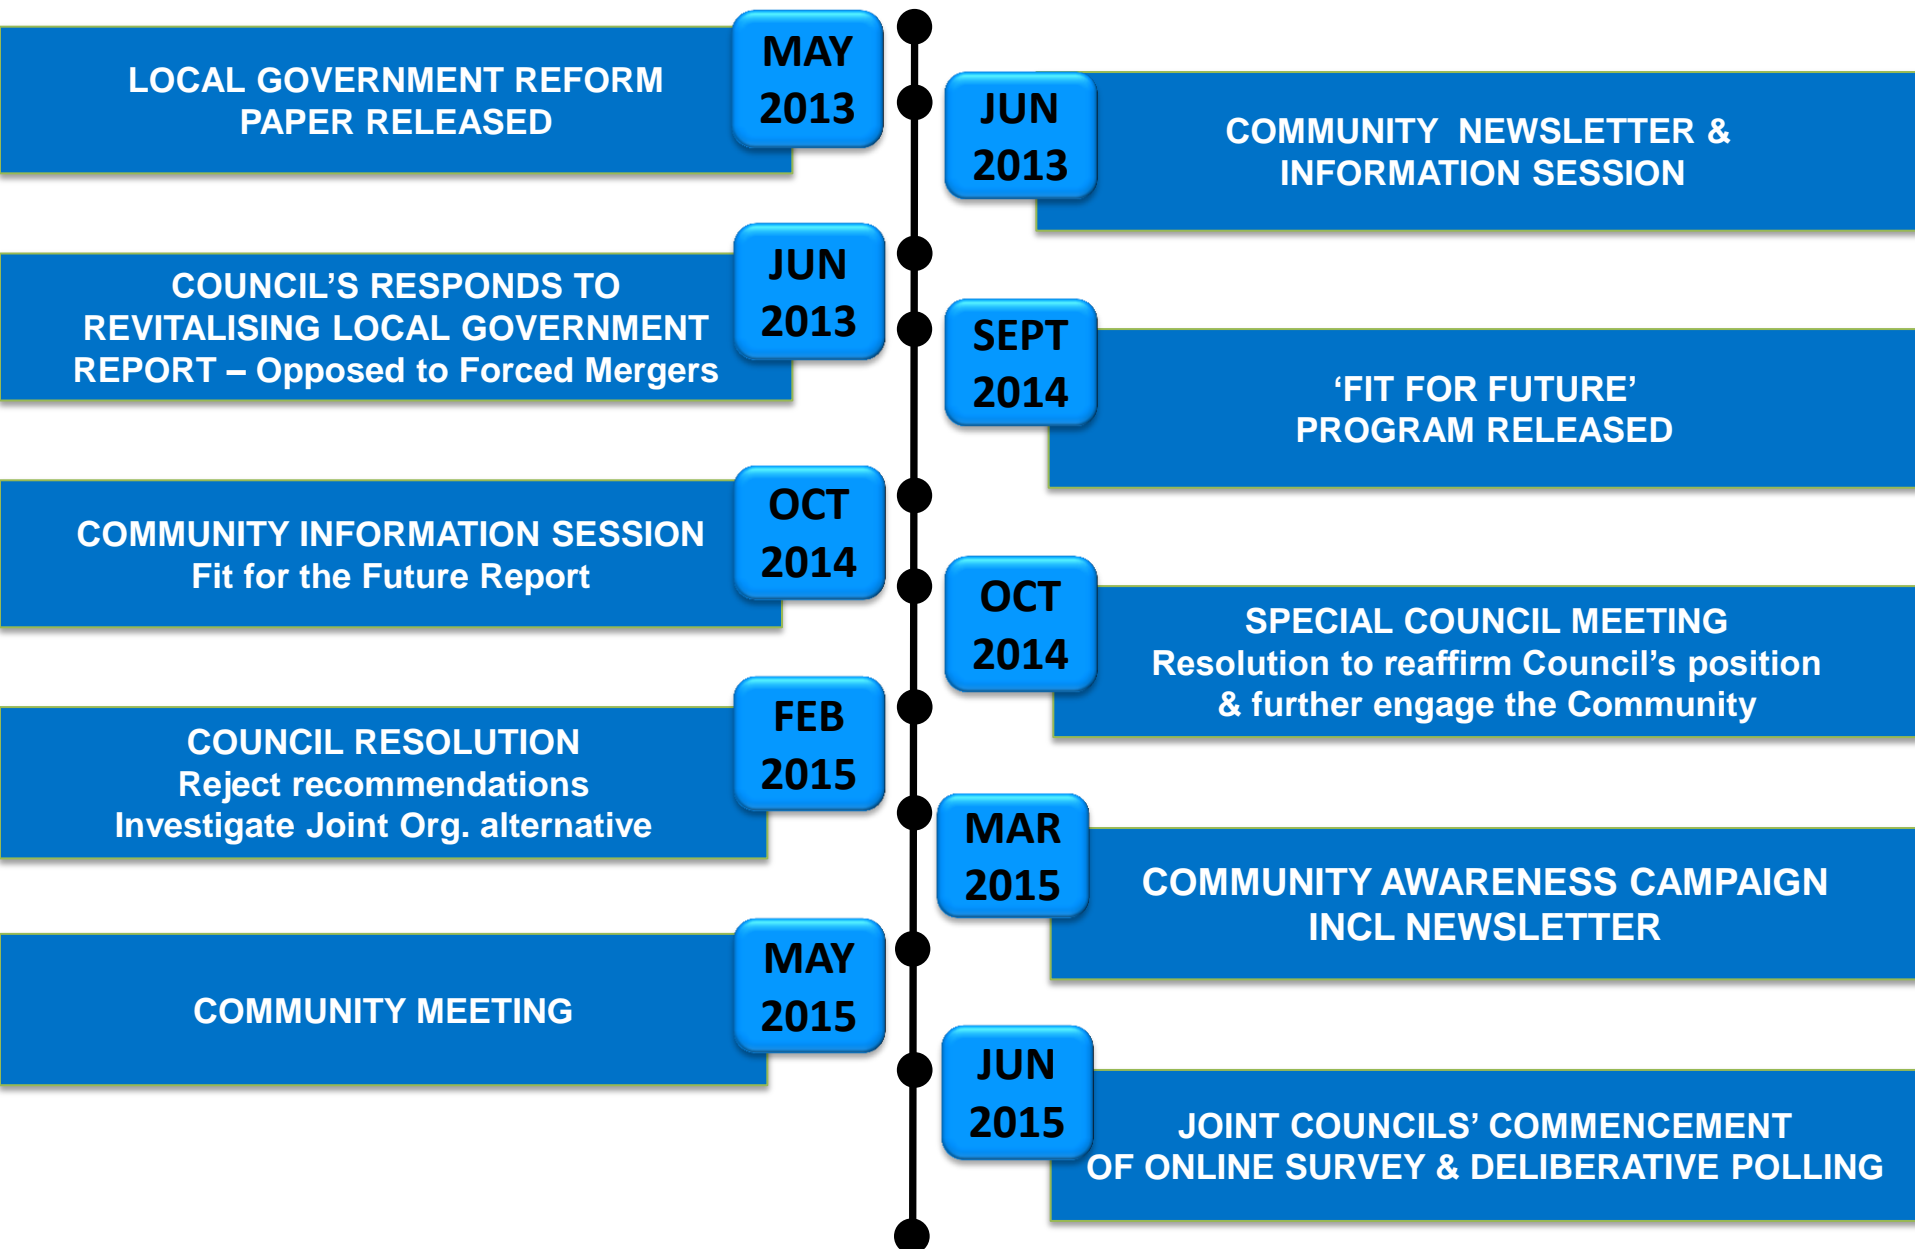 MAY
2013
LOCAL GOVERNMENT REFORM
PAPER RELEASED
JUN
2013
COMMUNITY NEWSLETTER &
INFORMATION SESSION
JUN
2013
COUNCIL’S RESPONDS TO
REVITALISING LOCAL GOVERNMENT
REPORT – Opposed to Forced Mergers
SEPT
2014
‘FIT FOR FUTURE’
PROGRAM RELEASED
OCT
2014
COMMUNITY INFORMATION SESSION
Fit for the Future Report
OCT
2014
SPECIAL COUNCIL MEETING
Resolution to reaffirm Council’s position
& further engage the Community
FEB
2015
COUNCIL RESOLUTION
Reject recommendations
Investigate Joint Org. alternative
MAR
2015
COMMUNITY AWARENESS CAMPAIGN
INCL NEWSLETTER
MAY
2015
COMMUNITY MEETING
JUN
2015
JOINT COUNCILS’ COMMENCEMENT
OF ONLINE SURVEY & DELIBERATIVE POLLING